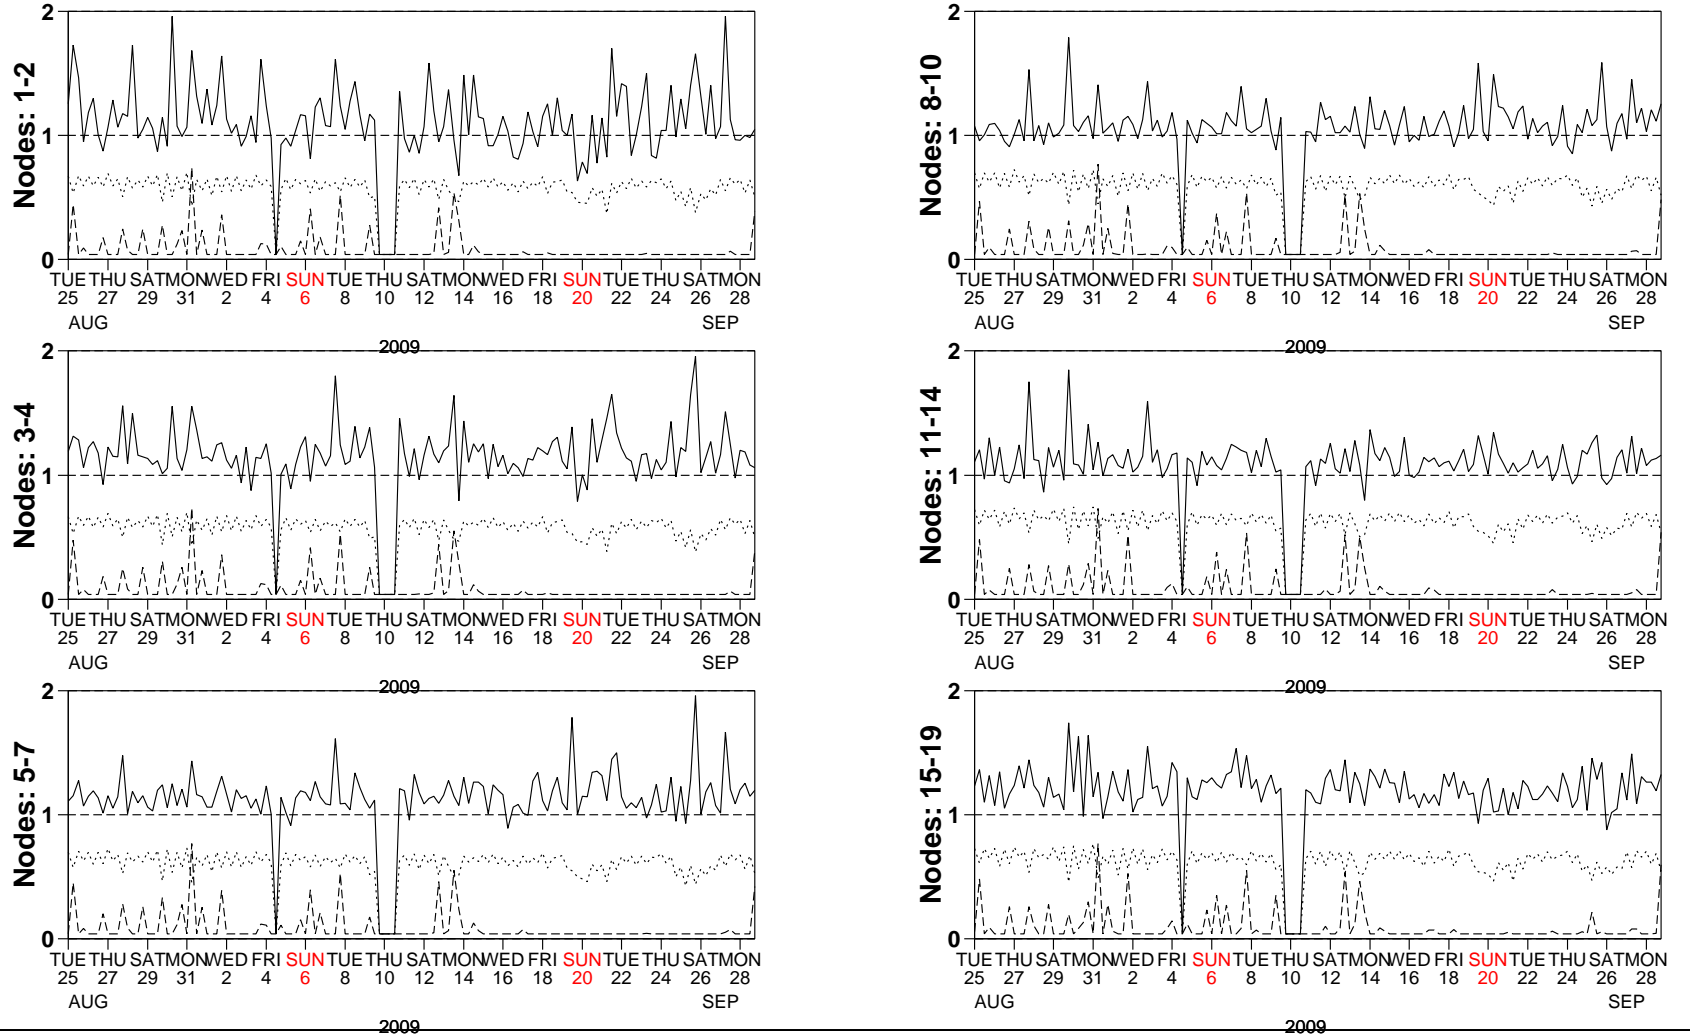 Nodes: 1-2
2
1
0
TUE THU SAT MON WED FRI SUN TUE THU SAT MON WED FRI SUN TUE THU SAT MON
25 27 29 31 2 4 6 8 10 12 14 16 18 20 22 24 26 28
AUG SEP
2009
Nodes: 8-10
2
1
0
TUE THU SAT MON WED FRI SUN TUE THU SAT MON WED FRI SUN TUE THU SAT MON
25 27 29 31 2 4 6 8 10 12 14 16 18 20 22 24 26 28
AUG SEP
2009
Nodes: 3-4
2
1
0
TUE THU SAT MON WED FRI SUN TUE THU SAT MON WED FRI SUN TUE THU SAT MON
25 27 29 31 2 4 6 8 10 12 14 16 18 20 22 24 26 28
AUG SEP
2009
Nodes: 11-14
2
1
0
TUE THU SAT MON WED FRI SUN TUE THU SAT MON WED FRI SUN TUE THU SAT MON
25 27 29 31 2 4 6 8 10 12 14 16 18 20 22 24 26 28
AUG SEP
2009
Nodes: 5-7
2
1
0
TUE THU SAT MON WED FRI SUN TUE THU SAT MON WED FRI SUN TUE THU SAT MON
25 27 29 31 2 4 6 8 10 12 14 16 18 20 22 24 26 28
AUG SEP
2009
Nodes: 15-19
2
1
0
TUE THU SAT MON WED FRI SUN TUE THU SAT MON WED FRI SUN TUE THU SAT MON
25 27 29 31 2 4 6 8 10 12 14 16 18 20 22 24 26 28
AUG SEP
2009